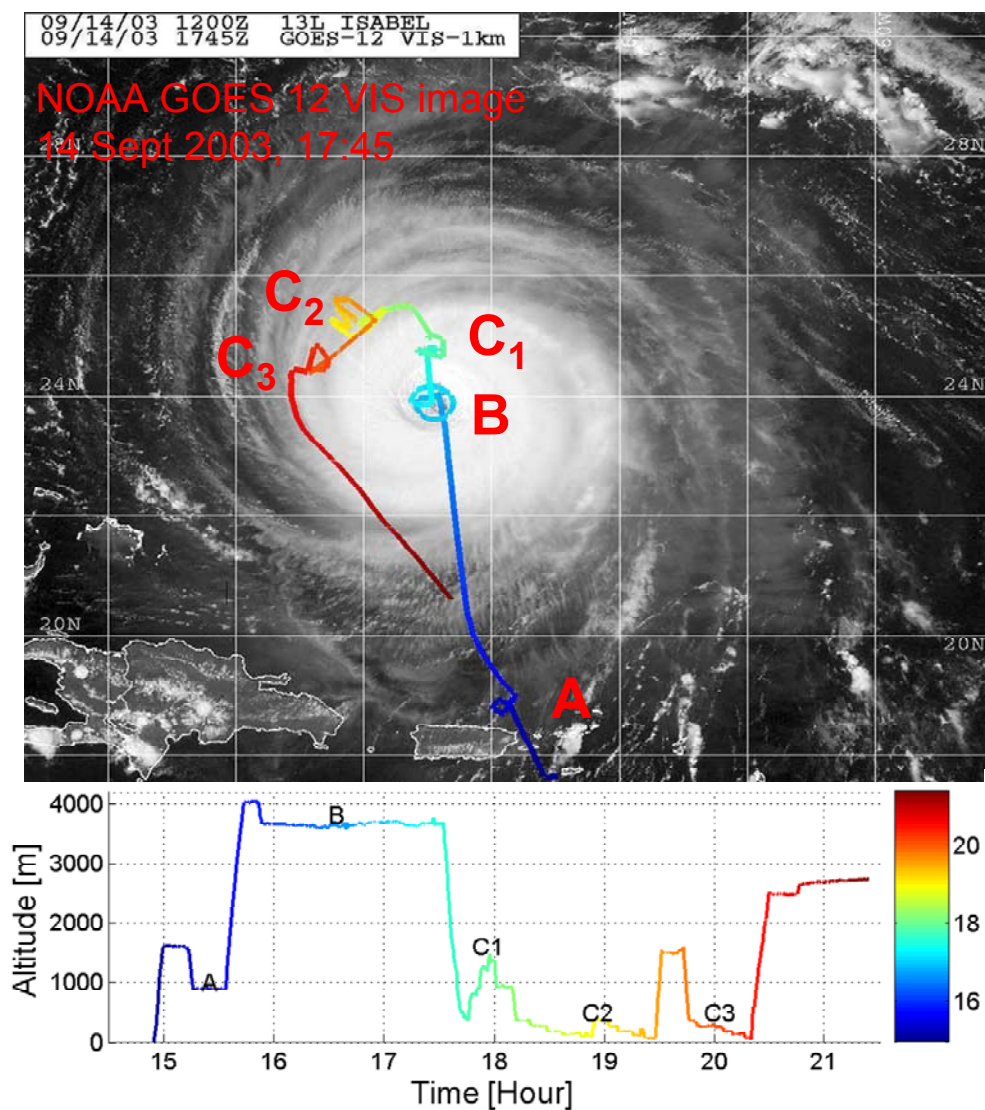 09/14/03 1200Z 13L ISABEL
09/14/03 1745Z GOES-12 VIS-1km
NOAA GOES 12 VIS image
14 Sept 2003, 17:45
28N 28N
C2
C1
C3
24N
B
20N 20N
A
4000
3000
2000
1000
0
Altitude [m]
A
B
C1
C2
C3
15 16 17 18 19 20 21
Time [Hour]
20
18
16